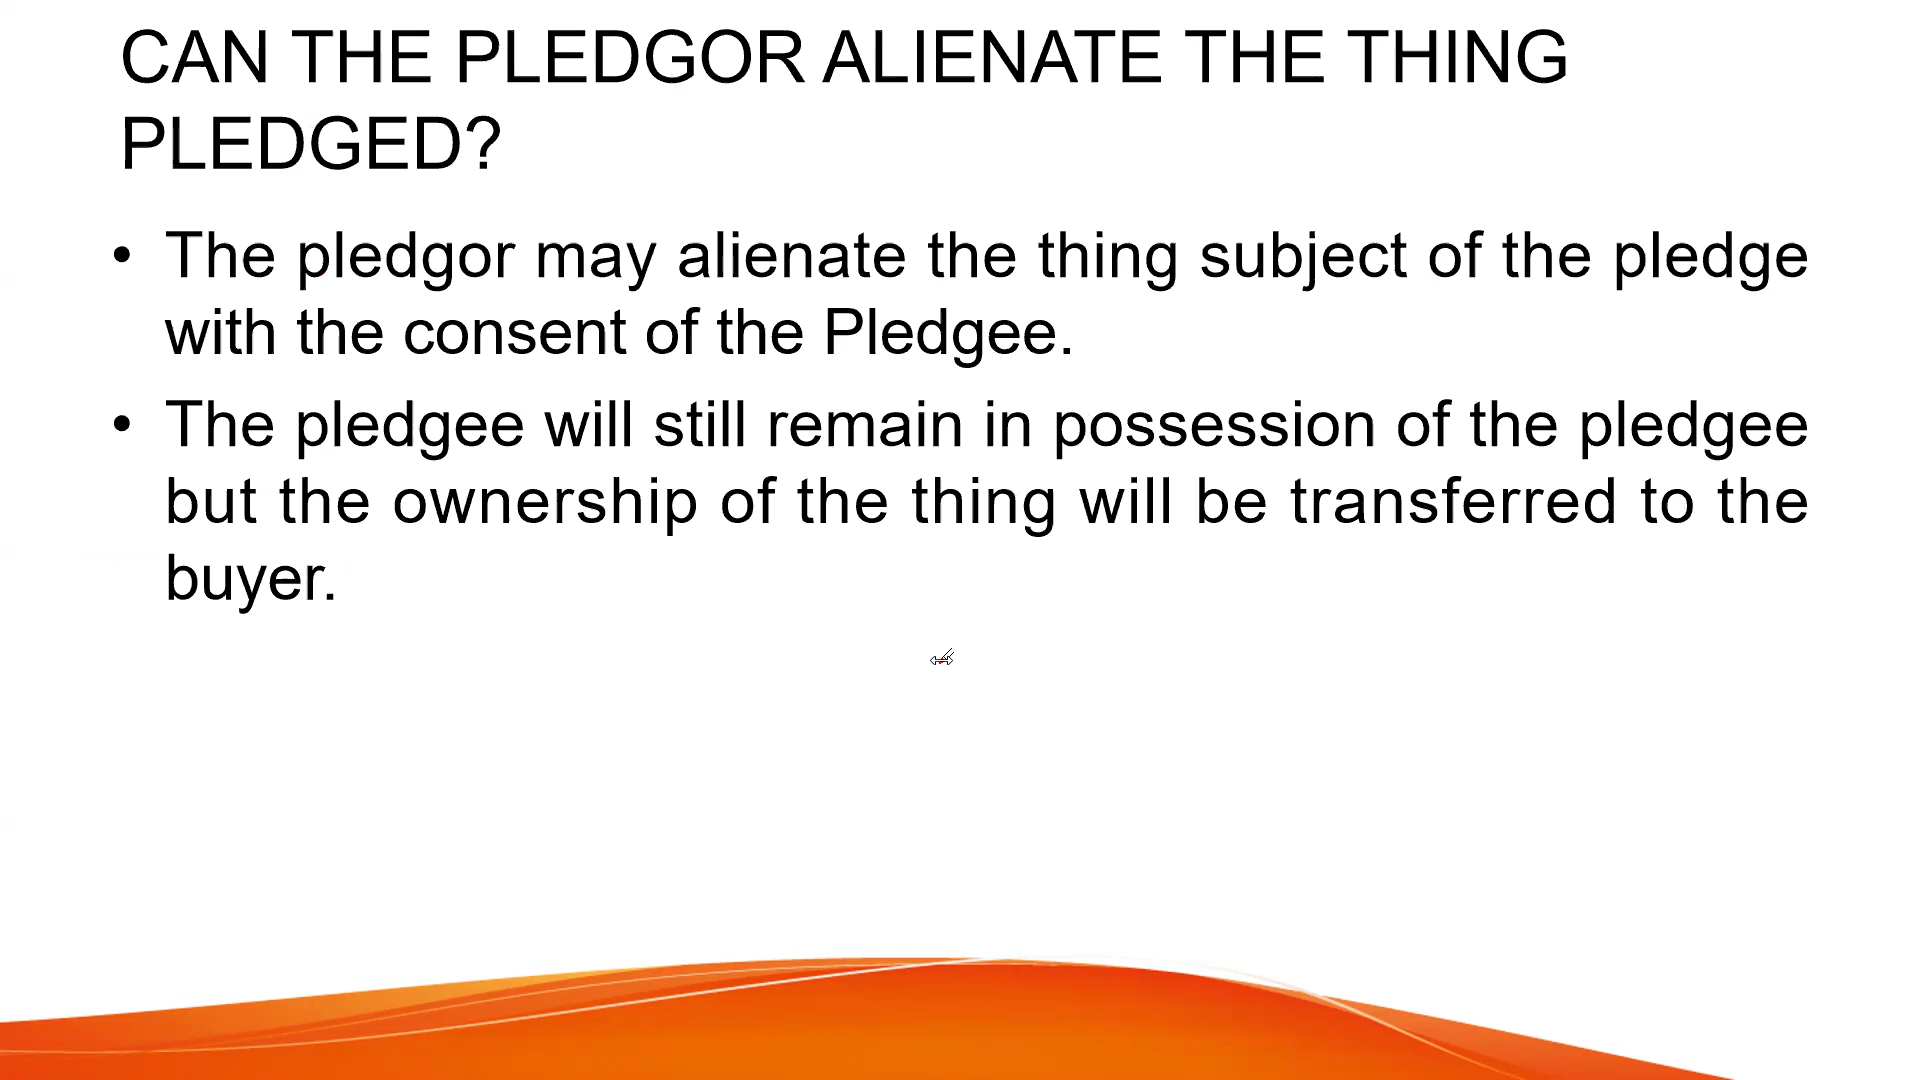 CAN THE PLEDGOR ALIENATE THE THING
PLEDGED?
• The pledgor may alienate the thing subject of the pledge
with the consent of the Pledgee.
• The pledgee will still remain in possession of the pledgee
but the ownership of the thing will be transferred to the
buyer.